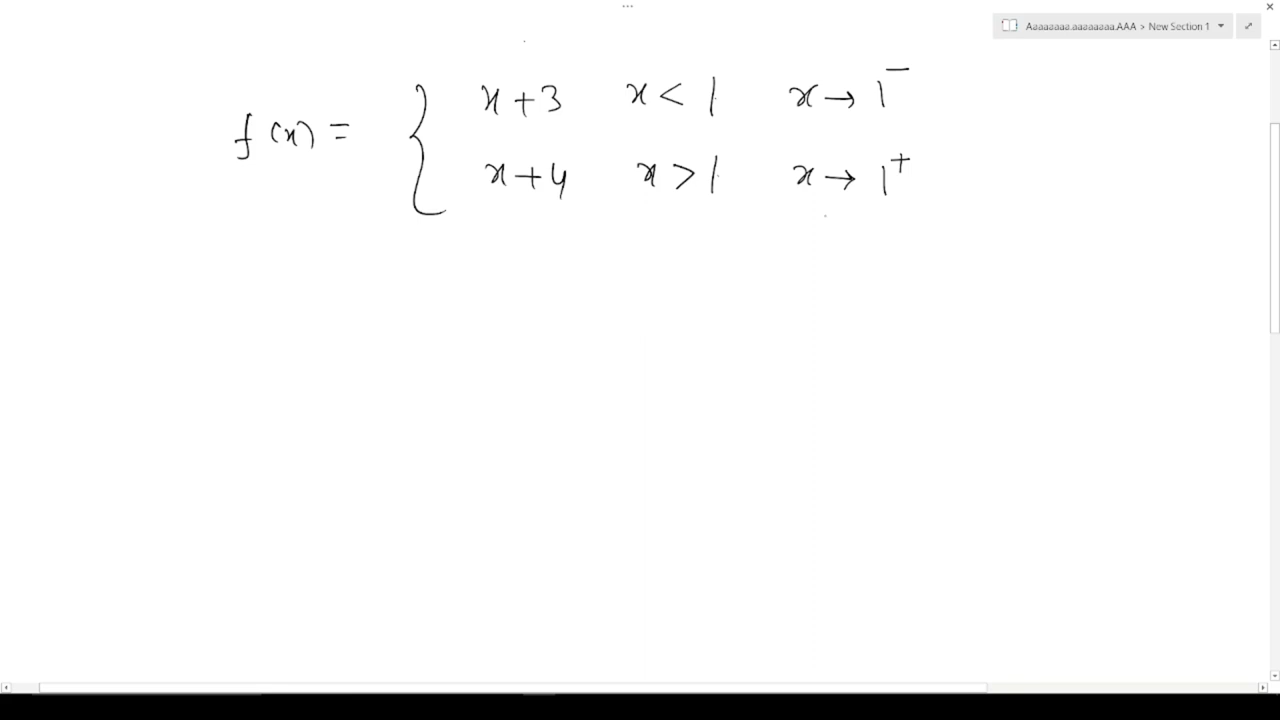 ...
Aaaaaaaa.aaaaaaaa.AAA > New Section 1
f(x) = { x+3 x < 1 x → 1⁻
x+4 x > 1 x → 1⁺